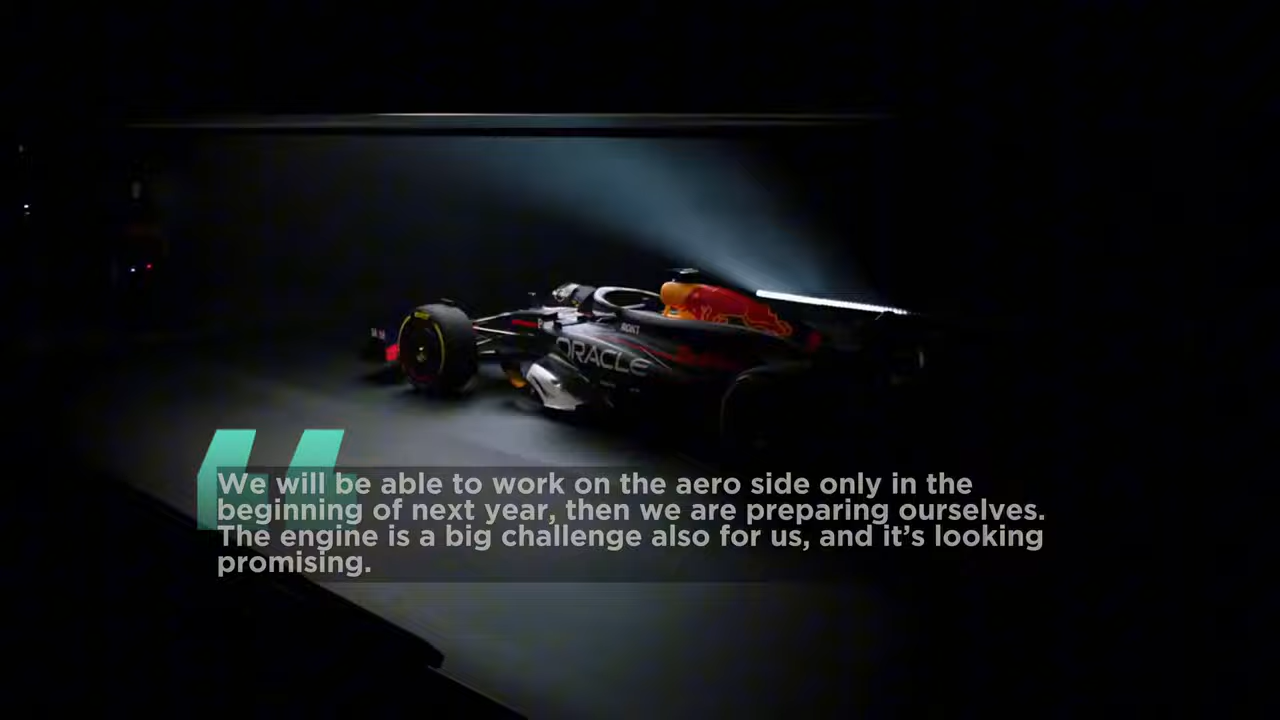 ROKT
ORACLE
We will be able to work on the aero side only in the
beginning of next year, then we are preparing ourselves.
The engine is a big challenge also for us, and it’s looking
promising.